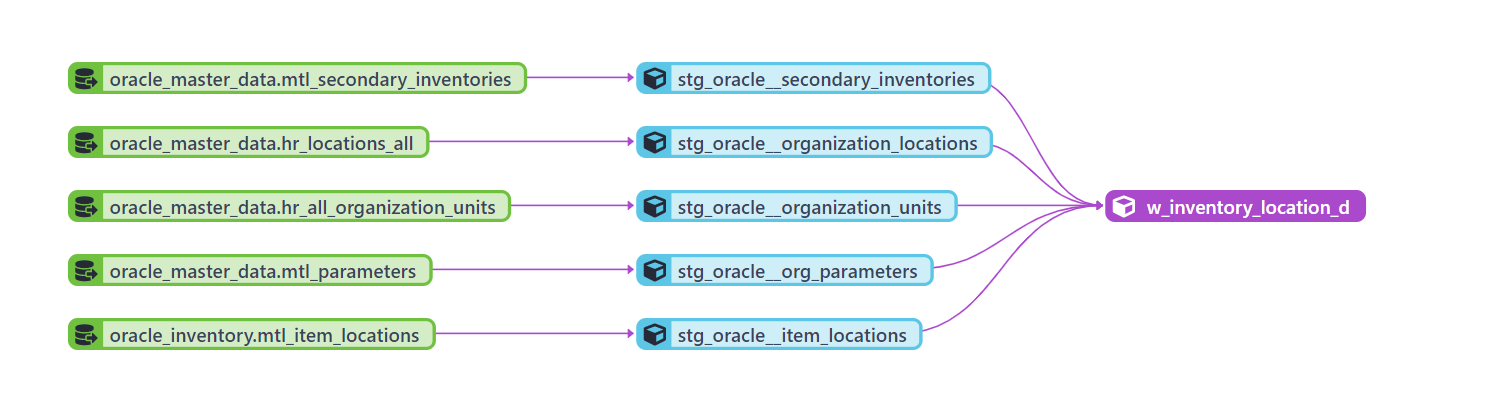 oracle_master_data.mtl_secondary_inventories
stg_oracle__secondary_inventories
oracle_master_data.hr_locations_all
stg_oracle__organization_locations
oracle_master_data.hr_all_organization_units
stg_oracle__organization_units
w_inventory_location_d
oracle_master_data.mtl_parameters
stg_oracle__org_parameters
oracle_inventory.mtl_item_locations
stg_oracle__item_locations